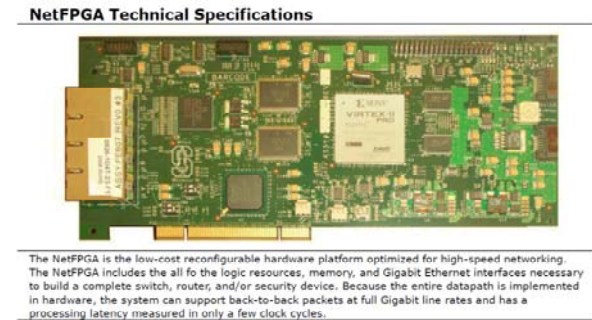 NetFPGA Technical Specifications
BARCODE
XILINX
VIRTEX-II
PRO
The NetFPGA is the low-cost reconfigurable hardware platform optimized for high-speed networking.
The NetFPGA includes the all fo the logic resources, memory, and Gigabit Ethernet interfaces necessary
to build a complete switch, router, and/or security device. Because the entire datapath is implemented
in hardware, the system can support back-to-back packets at full Gigabit line rates and has a
processing latency measured in only a few clock cycles.